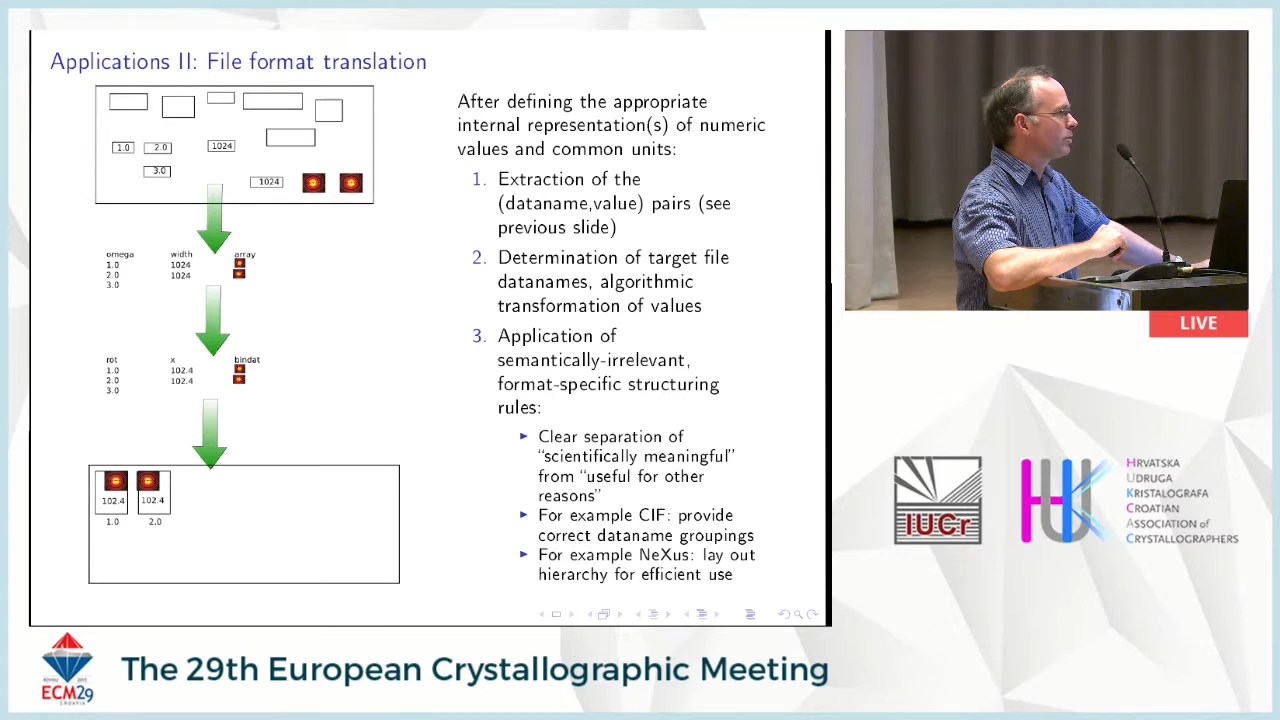 Applications II: File format translation
1.0 2.0 1024
3.0
1024
omega width array
1.0 1024
2.0 1024
3.0
rot x bindat
1.0 102.4
2.0 102.4
3.0
102.4 102.4
1.0 2.0
After defining the appropriate
internal representation(s) of numeric
values and common units:
1. Extraction of the
(dataname,value) pairs (see
previous slide)
2. Determination of target file
datanames, algorithmic
transformation of values
3. Application of
semantically-irrelevant,
format-specific structuring
rules:
Clear separation of
“scientifically meaningful”
from “useful for other
reasons”
For example CIF: provide
correct dataname groupings
For example NeXus: lay out
hierarchy for efficient use
LIVE
IUCr
HUK
HRVATSKA
UDRUGA
KRISTALOGRAFA
CROATIAN
ASSOCIATION of
CRYSTALLOGRAPHERS
ECM29
CROATIA
The 29th European Crystallographic Meeting